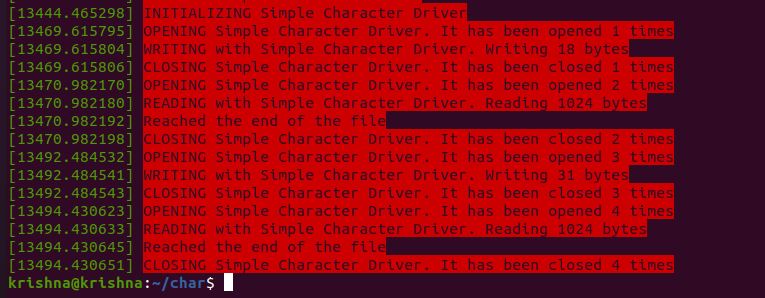 [13444.465298] INITIALIZING Simple Character Driver
[13469.615795] OPENING Simple Character Driver. It has been opened 1 times
[13469.615804] WRITING with Simple Character Driver. Writing 18 bytes
[13469.615806] CLOSING Simple Character Driver. It has been closed 1 times
[13470.982170] OPENING Simple Character Driver. It has been opened 2 times
[13470.982180] READING with Simple Character Driver. Reading 1024 bytes
[13470.982192] Reached the end of the file
[13470.982198] CLOSING Simple Character Driver. It has been closed 2 times
[13492.484532] OPENING Simple Character Driver. It has been opened 3 times
[13492.484541] WRITING with Simple Character Driver. Writing 31 bytes
[13492.484543] CLOSING Simple Character Driver. It has been closed 3 times
[13494.430623] OPENING Simple Character Driver. It has been opened 4 times
[13494.430633] READING with Simple Character Driver. Reading 1024 bytes
[13494.430645] Reached the end of the file
[13494.430651] CLOSING Simple Character Driver. It has been closed 4 times
krishna@krishna:~/char$